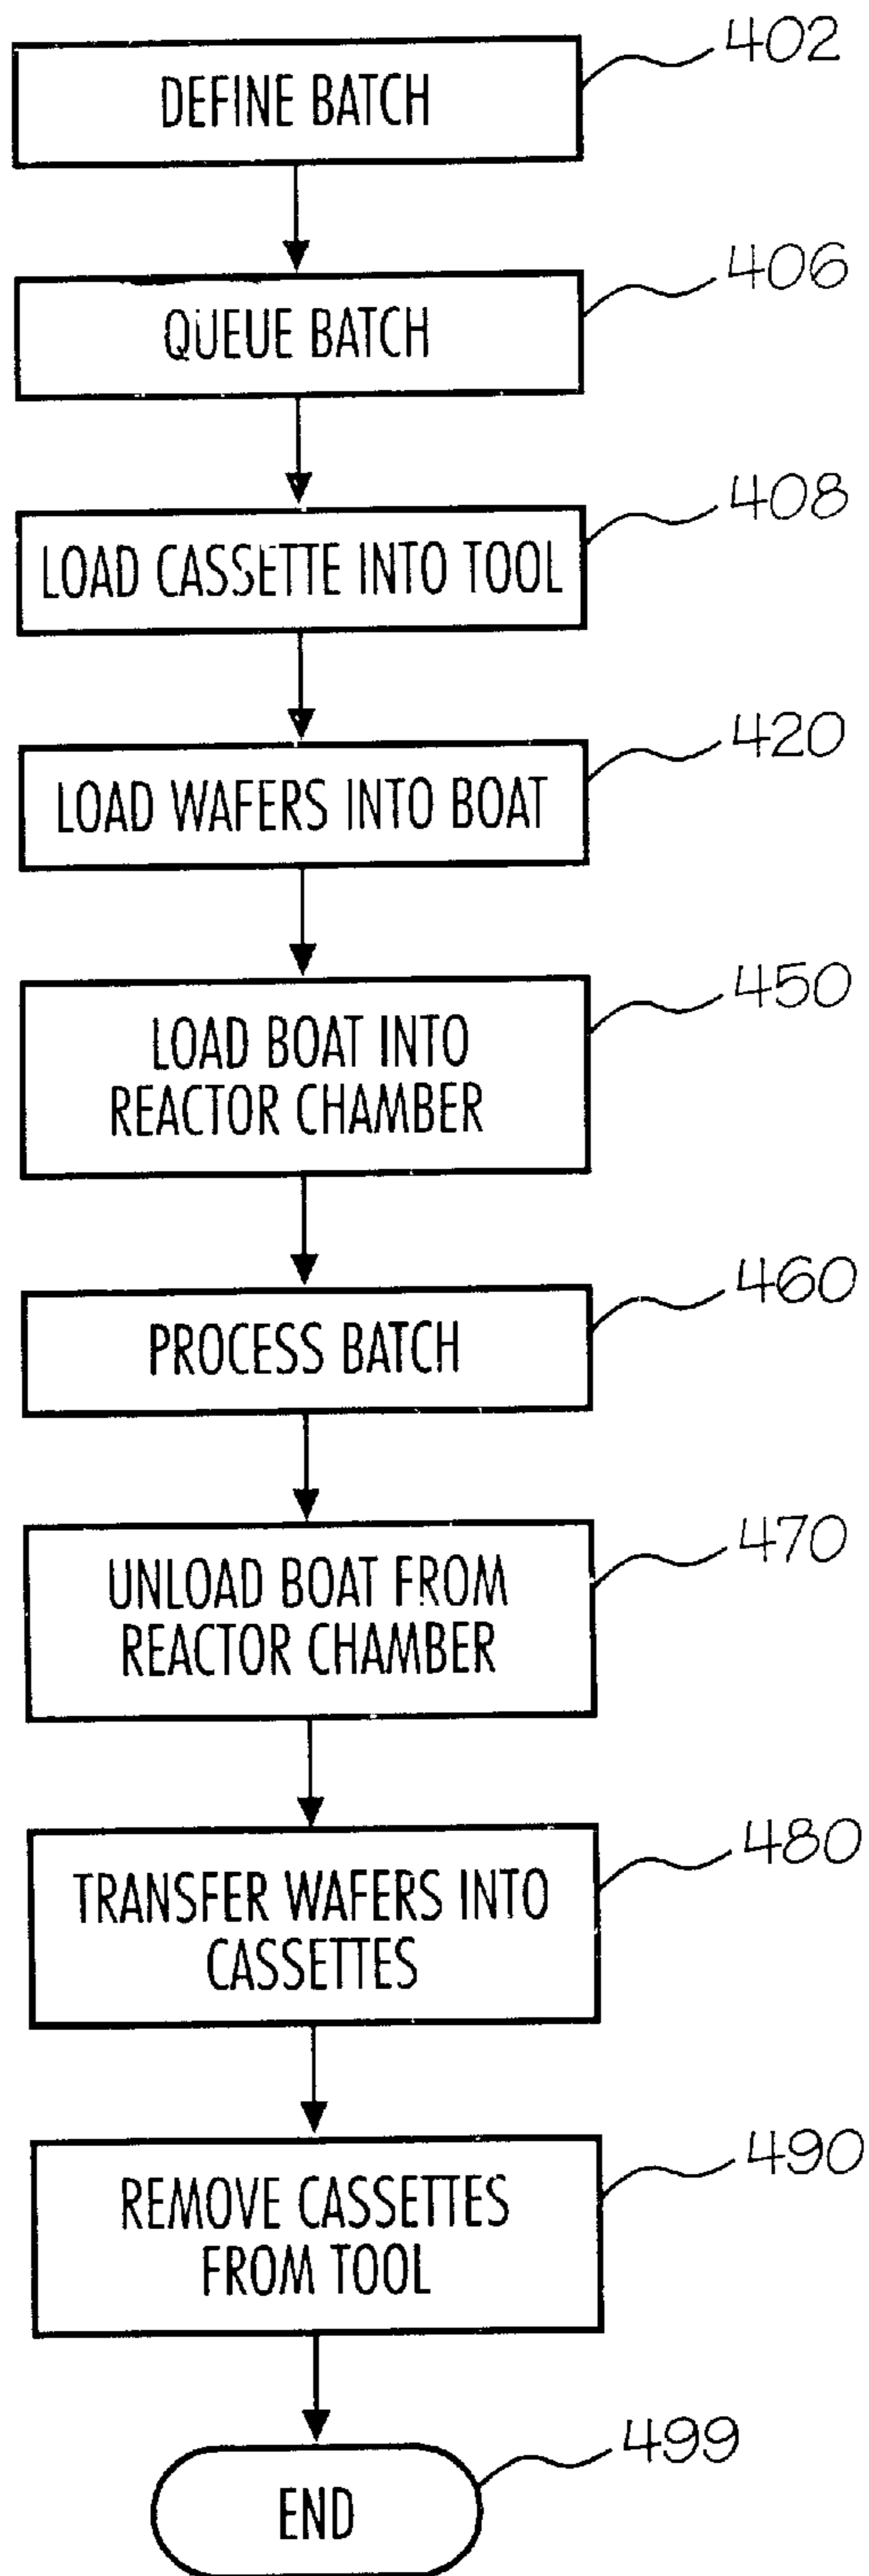 402
DEFINE BATCH
406
QUEUE BATCH
408
LOAD CASSETTE INTO TOOL
420
LOAD WAFERS INTO BOAT
450
LOAD BOAT INTO
REACTOR CHAMBER
460
PROCESS BATCH
470
UNLOAD BOAT FROM
REACTOR CHAMBER
480
TRANSFER WAFERS INTO
CASSETTES
490
REMOVE CASSETTES
FROM TOOL
499
END